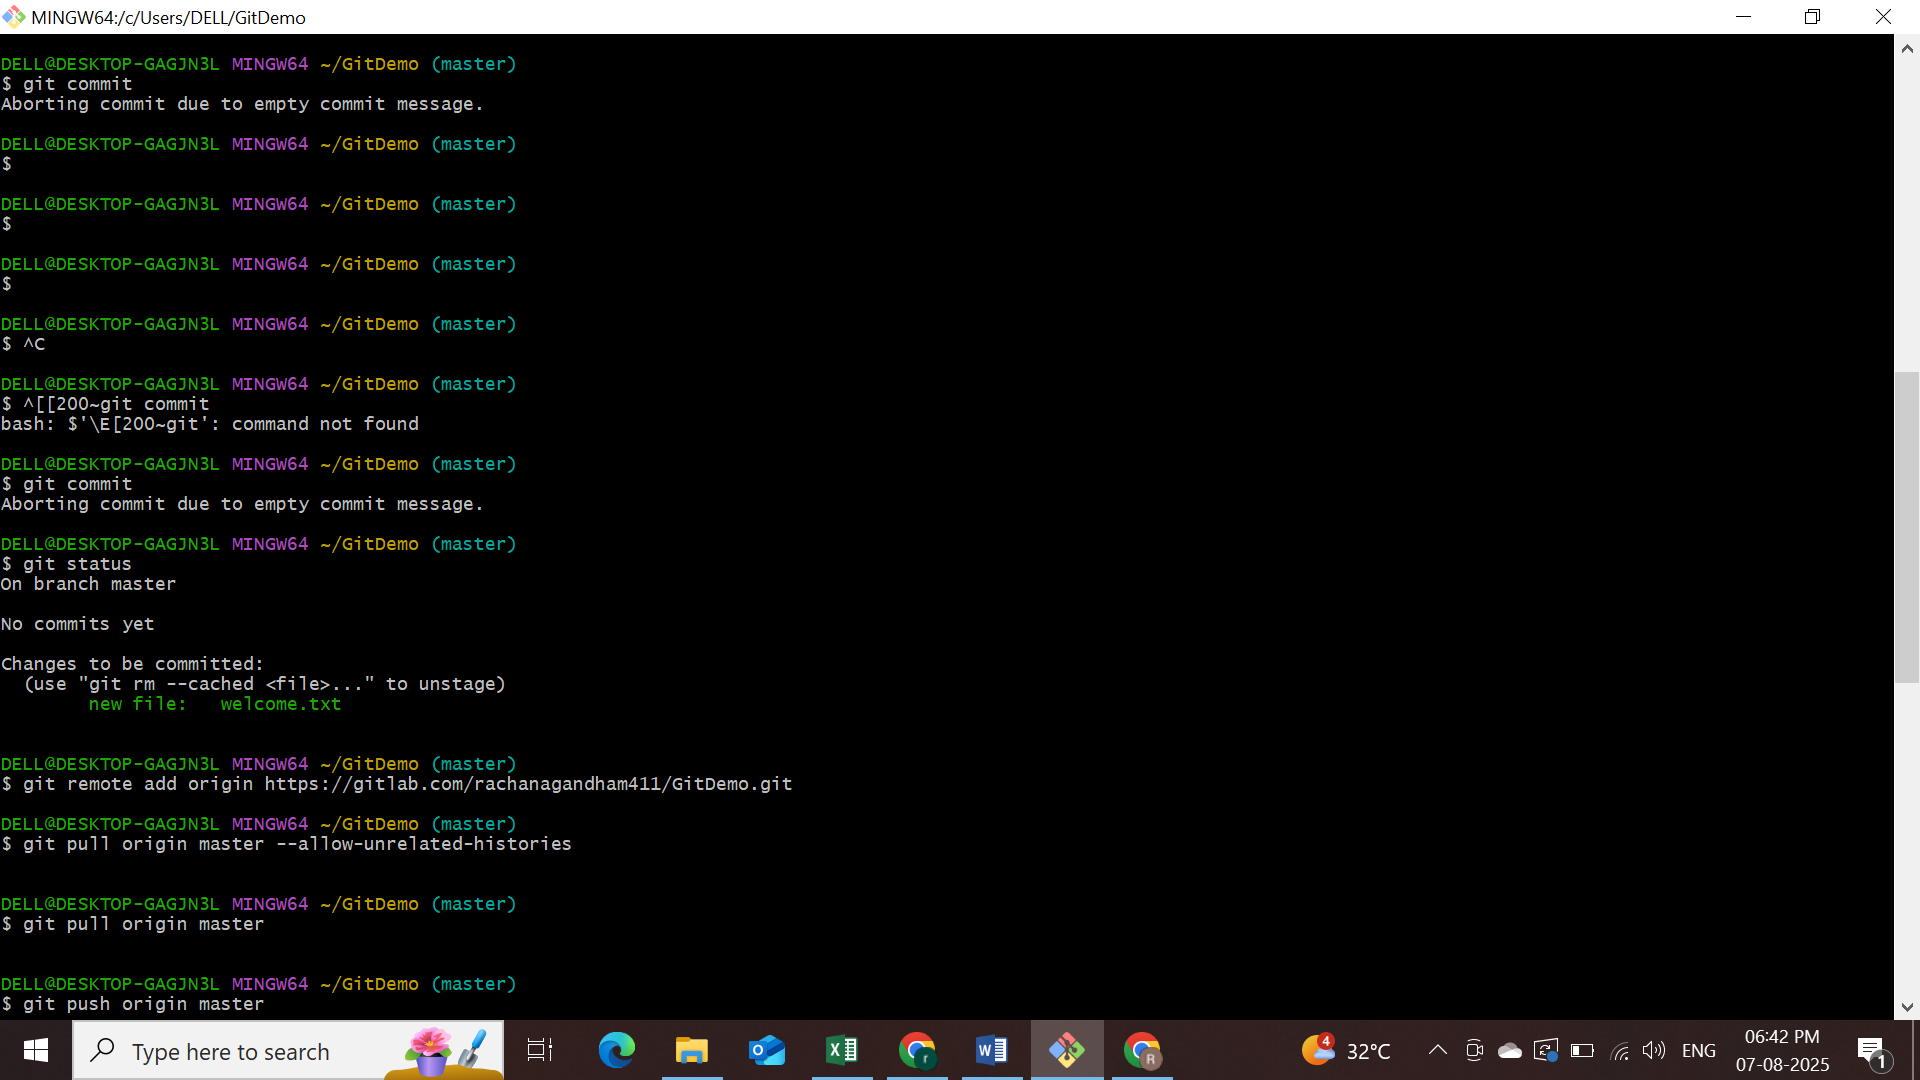 MINGW64:/c/Users/DELL/GitDemo
DELL@DESKTOP-GAGJN3L MINGW64 ~/GitDemo (master)
$ git commit
Aborting commit due to empty commit message.
DELL@DESKTOP-GAGJN3L MINGW64 ~/GitDemo (master)
$
DELL@DESKTOP-GAGJN3L MINGW64 ~/GitDemo (master)
$
DELL@DESKTOP-GAGJN3L MINGW64 ~/GitDemo (master)
$
DELL@DESKTOP-GAGJN3L MINGW64 ~/GitDemo (master)
$ ^C
DELL@DESKTOP-GAGJN3L MINGW64 ~/GitDemo (master)
$ ^[[200~git commit
bash: $'\E[200~git': command not found
DELL@DESKTOP-GAGJN3L MINGW64 ~/GitDemo (master)
$ git commit
Aborting commit due to empty commit message.
DELL@DESKTOP-GAGJN3L MINGW64 ~/GitDemo (master)
$ git status
On branch master
No commits yet
Changes to be committed:
  (use "git rm --cached <file>..." to unstage)
        new file:   welcome.txt
DELL@DESKTOP-GAGJN3L MINGW64 ~/GitDemo (master)
$ git remote add origin https://gitlab.com/rachanagandham411/GitDemo.git
DELL@DESKTOP-GAGJN3L MINGW64 ~/GitDemo (master)
$ git pull origin master --allow-unrelated-histories
DELL@DESKTOP-GAGJN3L MINGW64 ~/GitDemo (master)
$ git pull origin master
DELL@DESKTOP-GAGJN3L MINGW64 ~/GitDemo (master)
$ git push origin master
Type here to search
4
32°C
ENG
06:42 PM
07-08-2025
1